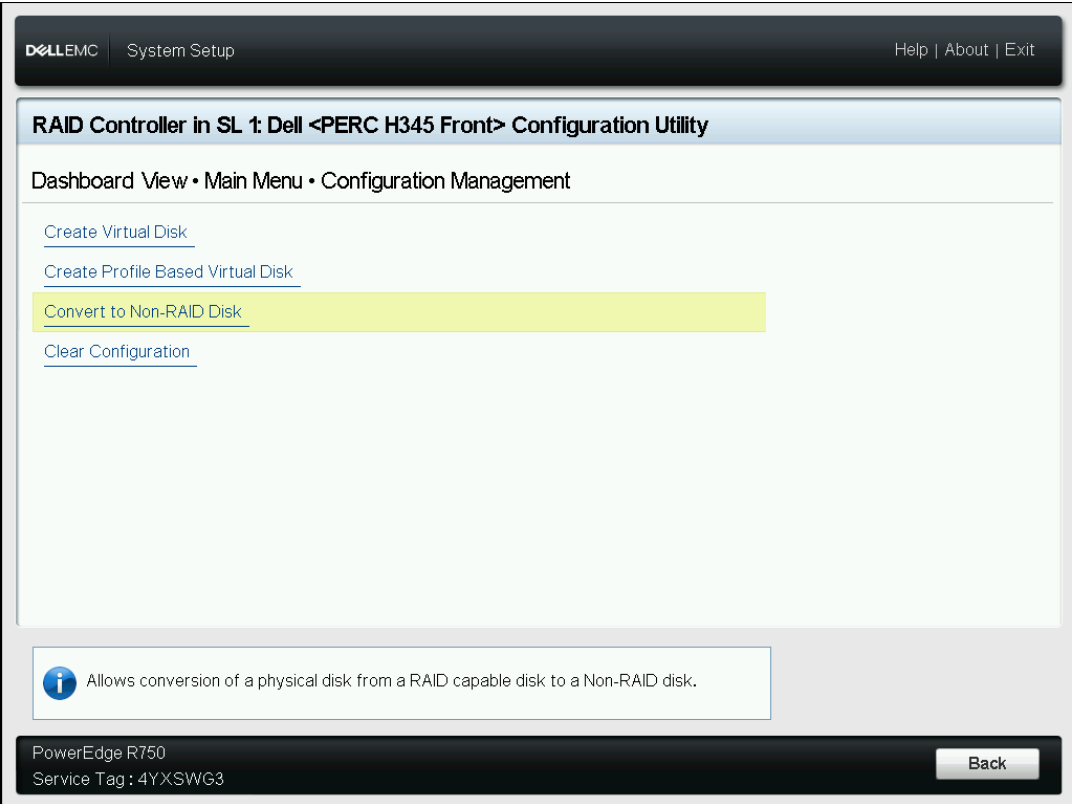 DELLEMC System Setup Help | About | Exit
RAID Controller in SL 1: Dell <PERC H345 Front> Configuration Utility
Dashboard View • Main Menu • Configuration Management
Create Virtual Disk
Create Profile Based Virtual Disk
Convert to Non-RAID Disk
Clear Configuration
Allows conversion of a physical disk from a RAID capable disk to a Non-RAID disk.
PowerEdge R750
Service Tag : 4YXSWG3
Back